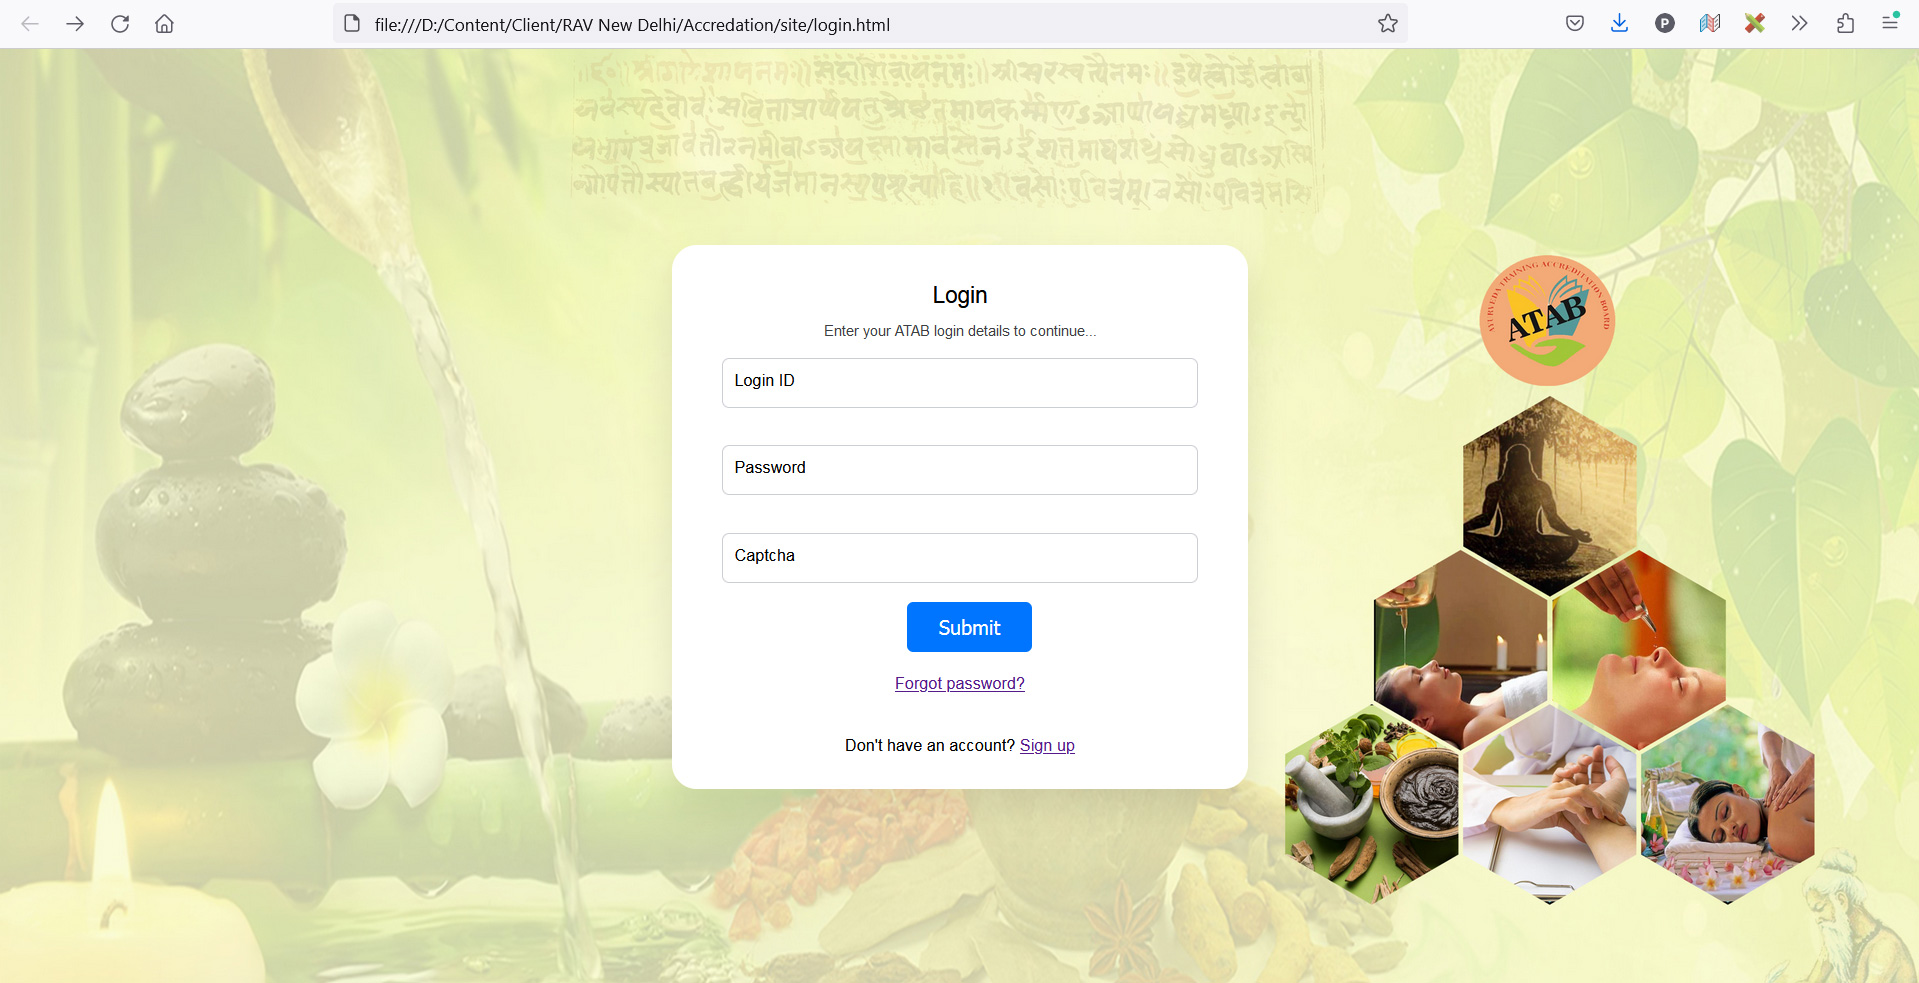 file:///D:/Content/Client/RAV New Delhi/Accredation/site/login.html
Login
Enter your ATAB login details to continue...
Login ID
Password
Captcha
Submit
Forgot password?
Don't have an account? Sign up
AYURVEDA TRAINING ACCREDITATION BOARD
ATAB